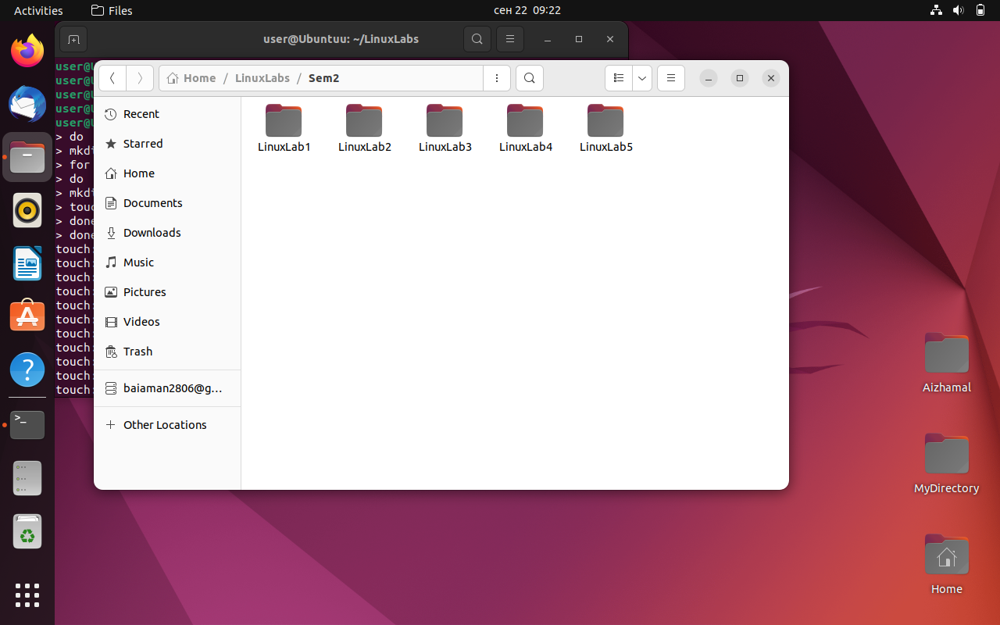 Activities Files сен 22 09:22
user@Ubuntuu: ~/LinuxLabs
user@U
user@U
user@U
user@U
user@U
> do
> mkdi
> for
> do
> mkdi
> touc
> done
> done
touch:
touch:
touch:
touch:
touch:
touch:
touch:
touch:
touch:
touch:
touch:
Home / LinuxLabs / Sem2
Recent
Starred
Home
Documents
Downloads
Music
Pictures
Videos
Trash
baiaman2806@g...
Other Locations
LinuxLab1 LinuxLab2 LinuxLab3 LinuxLab4 LinuxLab5
Aizhamal
MyDirectory
Home